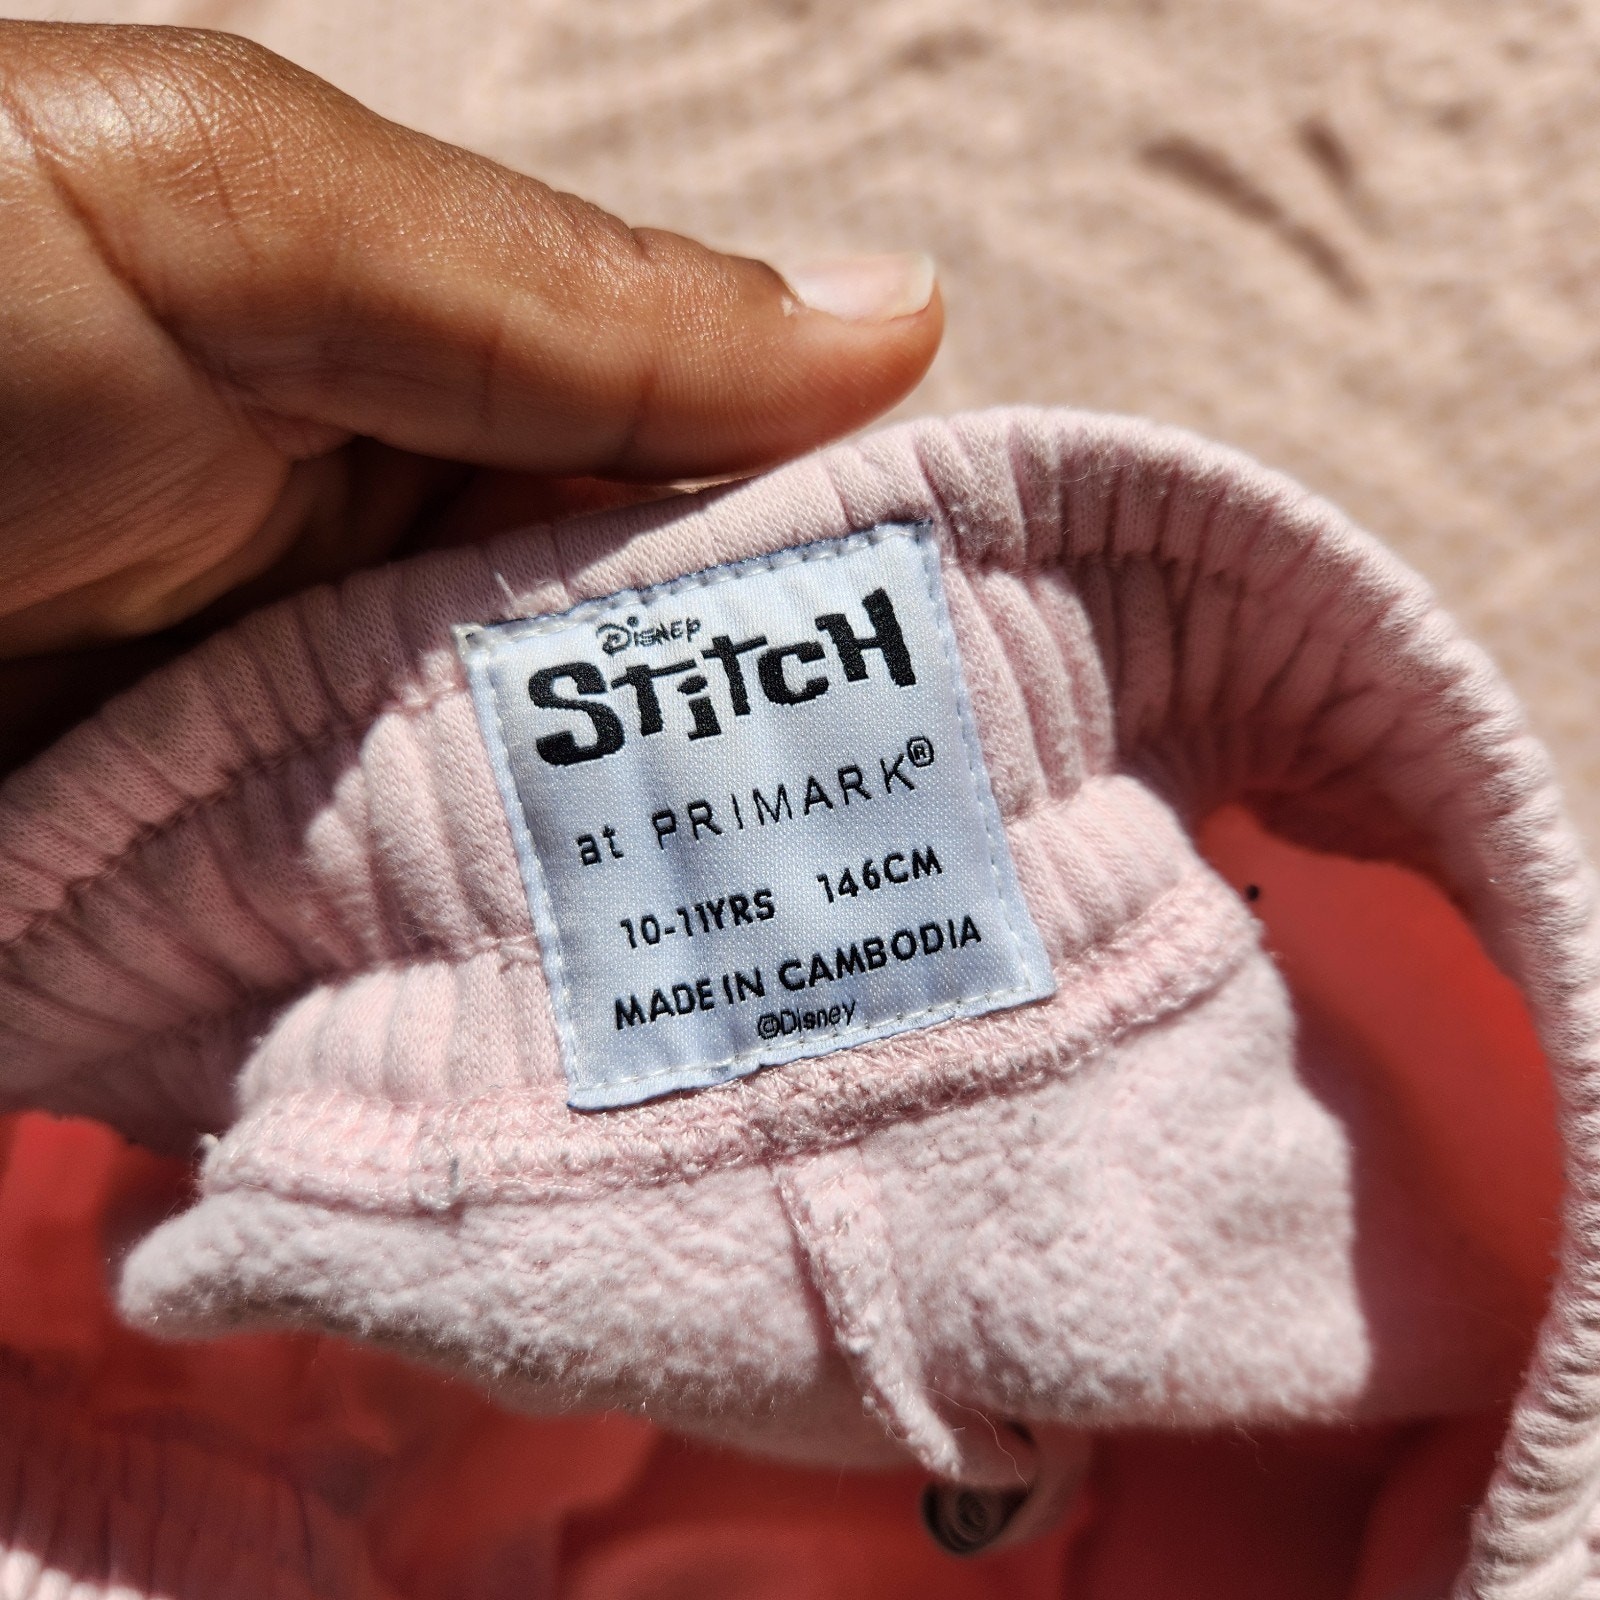 Disney
Stitch
at PRIMARK®
10-11YRS 146CM
MADE IN CAMBODIA
©Disney